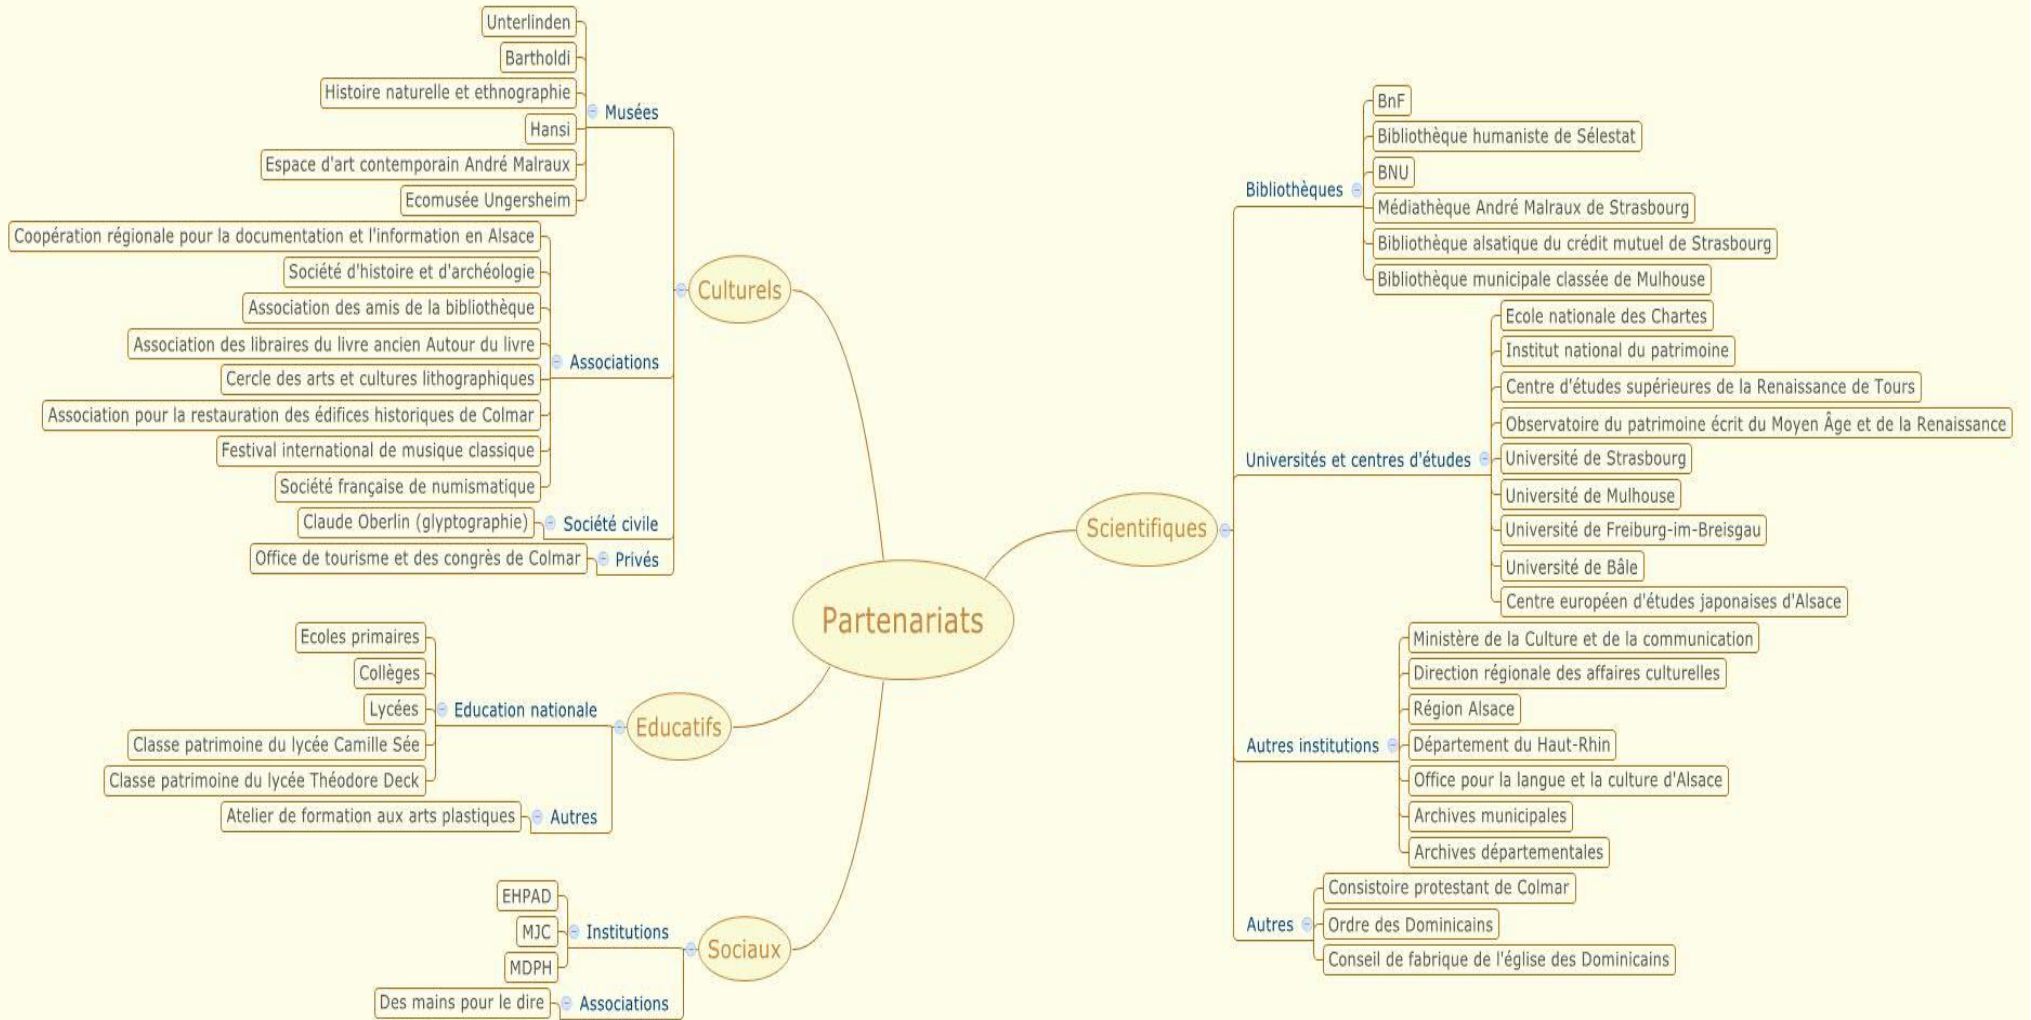 Partenariats
Culturels
Musées
Unterlinden
Bartholdi
Histoire naturelle et ethnographie
Hansi
Espace d'art contemporain André Malraux
Ecomusée Ungersheim
Associations
Coopération régionale pour la documentation et l'information en Alsace
Société d'histoire et d'archéologie
Association des amis de la bibliothèque
Association des libraires du livre ancien Autour du livre
Cercle des arts et cultures lithographiques
Association pour la restauration des édifices historiques de Colmar
Festival international de musique classique
Société française de numismatique
Société civile
Claude Oberlin (glyptographie)
Privés
Office de tourisme et des congrès de Colmar
Educatifs
Education nationale
Ecoles primaires
Collèges
Lycées
Classe patrimoine du lycée Camille Sée
Classe patrimoine du lycée Théodore Deck
Autres
Atelier de formation aux arts plastiques
Sociaux
Institutions
EHPAD
MJC
MDPH
Associations
Des mains pour le dire
Scientifiques
Bibliothèques
BnF
Bibliothèque humaniste de Sélestat
BNU
Médiathèque André Malraux de Strasbourg
Bibliothèque alsatique du crédit mutuel de Strasbourg
Bibliothèque municipale classée de Mulhouse
Universités et centres d'études
Ecole nationale des Chartes
Institut national du patrimoine
Centre d'études supérieures de la Renaissance de Tours
Observatoire du patrimoine écrit du Moyen Âge et de la Renaissance
Université de Strasbourg
Université de Mulhouse
Université de Freiburg-im-Breisgau
Université de Bâle
Centre européen d'études japonaises d'Alsace
Autres institutions
Ministère de la Culture et de la communication
Direction régionale des affaires culturelles
Région Alsace
Département du Haut-Rhin
Office pour la langue et la culture d'Alsace
Archives municipales
Archives départementales
Autres
Consistoire protestant de Colmar
Ordre des Dominicains
Conseil de fabrique de l'église des Dominicains